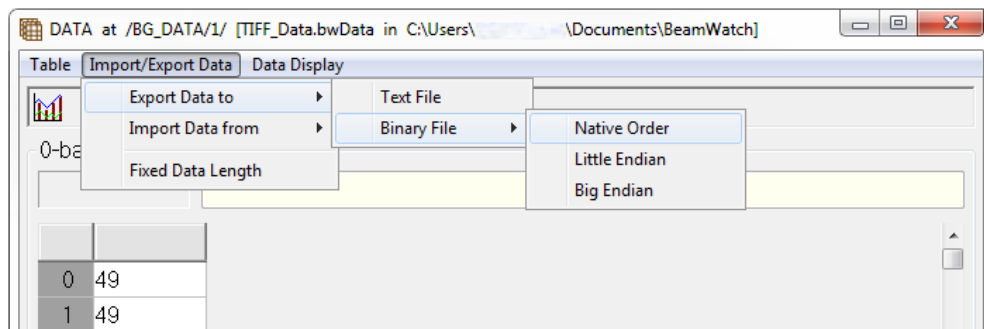 DATA at /BG_DATA/1/ [TIFF_Data.bwData in C:\Users\ \Documents\BeamWatch]
Table Import/Export Data Data Display
Export Data to
Import Data from
Fixed Data Length
Text File
Binary File
Native Order
Little Endian
Big Endian
0-ba
0 49
1 49